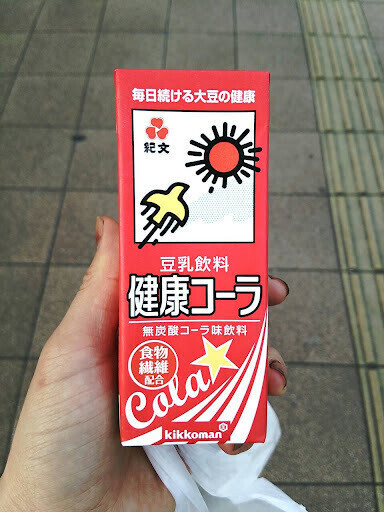 毎日続ける大豆の健康
紀文
豆乳飲料
健康コーラ
無炭酸コーラ味飲料
食物
繊維
配合
Cola
kikkoman